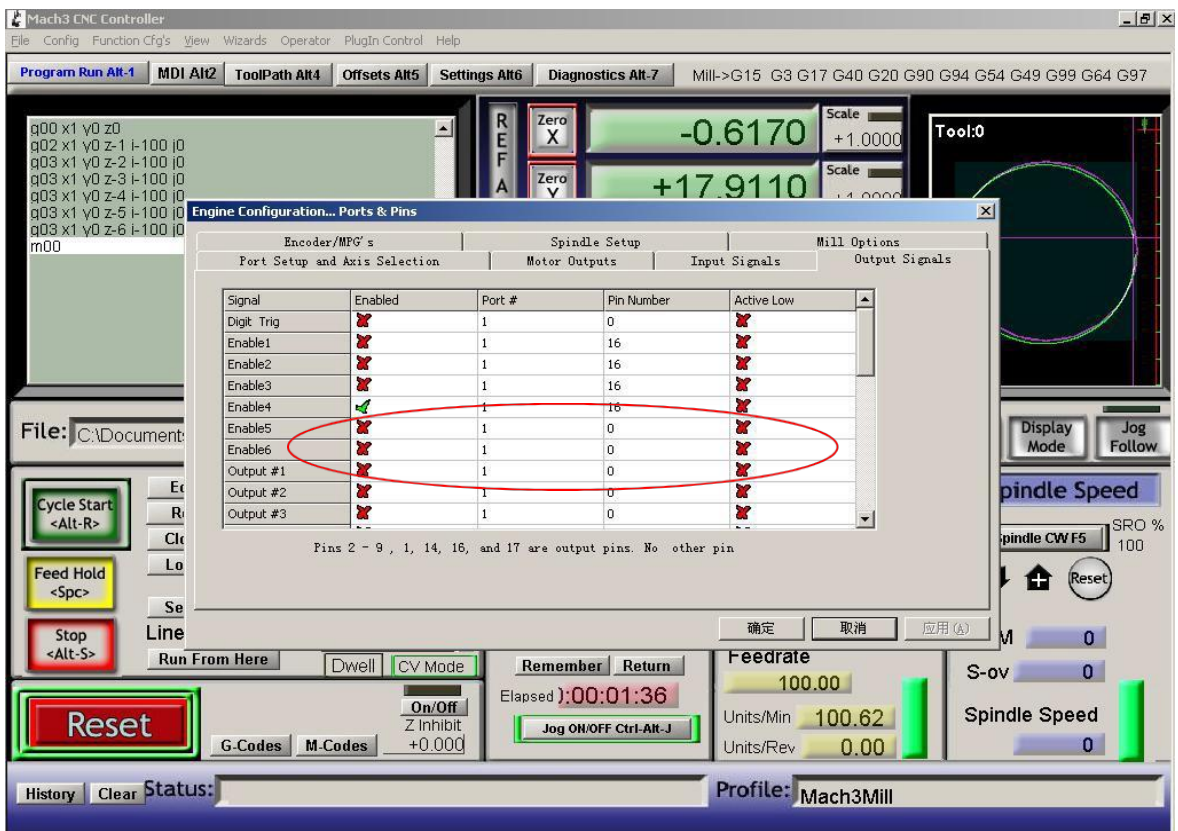 Mach3 CNC Controller
File Config Function Cfg's View Wizards Operator PlugIn Control Help
Program Run Alt-1 MDI Alt2 ToolPath Alt4 Offsets Alt5 Settings Alt6 Diagnostics Alt-7 Mill->G15 G3 G17 G40 G20 G90 G94 G54 G49 G99 G64 G97
g00 x1 y0 z0
g02 x1 y0 z-1 i-100 j0
g03 x1 y0 z-2 i-100 j0
g03 x1 y0 z-3 i-100 j0
g03 x1 y0 z-4 i-100 j0
g03 x1 y0 z-5 i-100 j0
g03 x1 y0 z-6 i-100 j0
m00
R E F A
Zero X -0.6170 Scale +1.0000
Zero Y +17.9110 Scale +1.0000
Tool:0
Engine Configuration... Ports & Pins
Encoder/MPG's Spindle Setup Mill Options
Port Setup and Axis Selection Motor Outputs Input Signals Output Signals
Signal Enabled Port # Pin Number Active Low
Digit Trig 1 0
Enable1 1 16
Enable2 1 16
Enable3 1 16
Enable4 1 16
Enable5 1 0
Enable6 1 0
Output #1 1 0
Output #2 1 0
Output #3 1 0
Pins 2 - 9 , 1, 14, 16, and 17 are output pins. No other pin
确定 取消 应用(A)
File: C:\Document
Display Mode
Jog Follow
Cycle Start <Alt-R>
Feed Hold <Spc>
Stop <Alt-S>
Ed
R
Clo
Lo
Se
Line
Run From Here
Dwell CV Mode
pindle Speed
Spindle CW F5
SRO %
100
Reset
M 0
S-ov 0
Spindle Speed
0
Remember Return
Elapsed ):00:01:36
Jog ON/OFF Ctrl-Alt-J
Feedrate
100.00
Units/Min 100.62
Units/Rev 0.00
Reset
G-Codes M-Codes
On/Off
Z Inhibit
+0.000
History Clear Status:
Profile: Mach3Mill